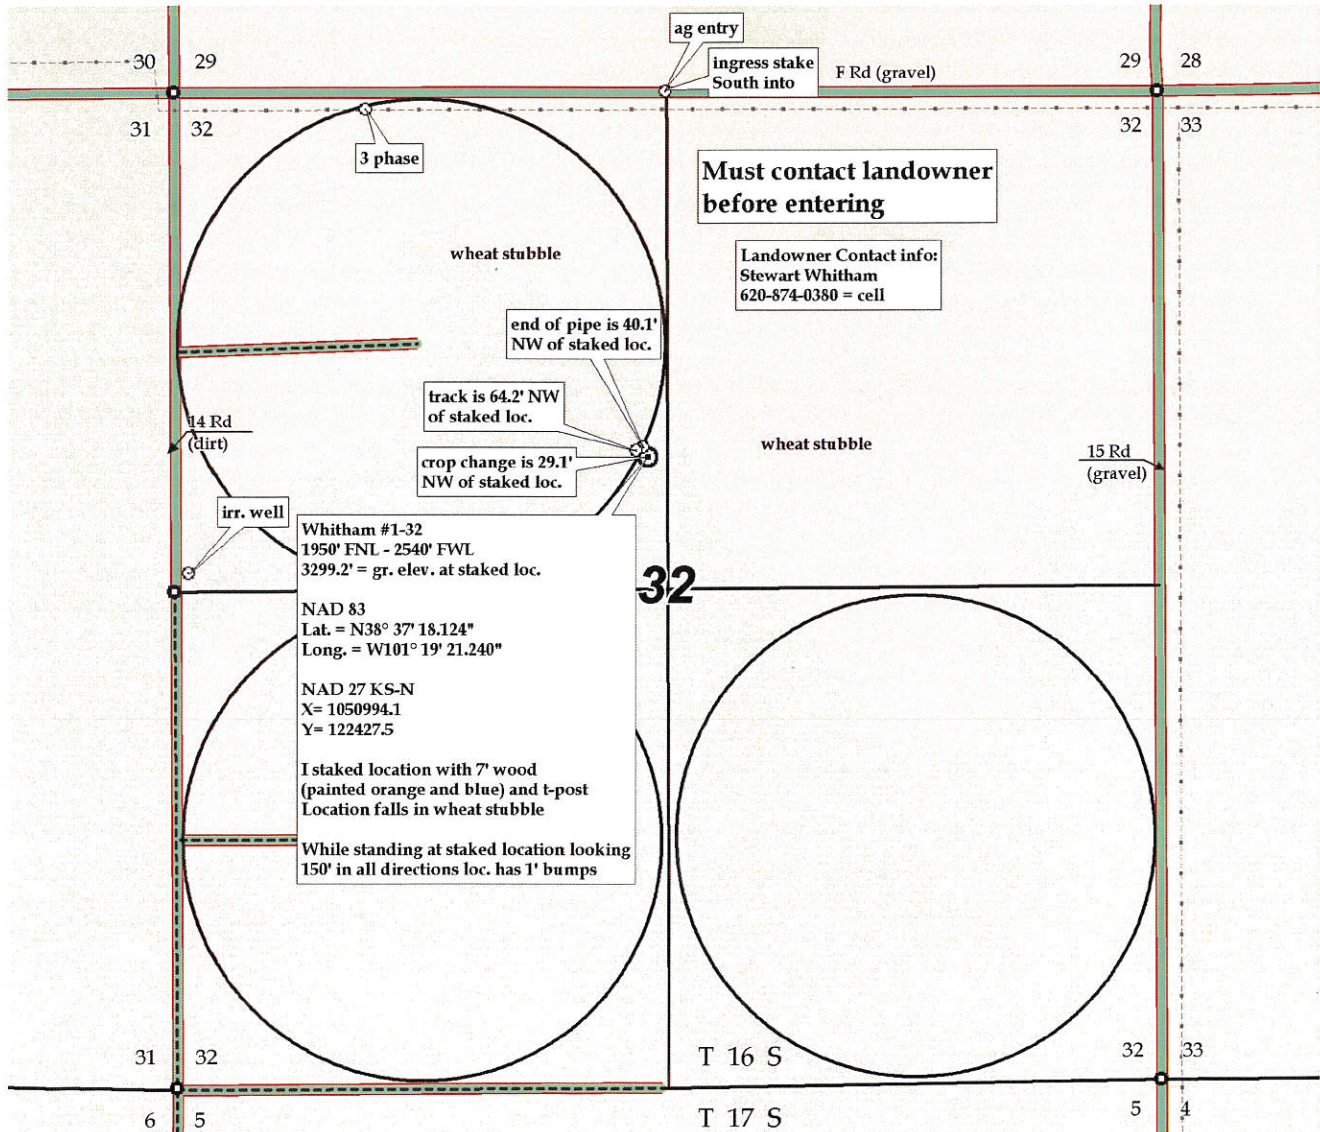 ag entry
ingress stake
South into
F Rd (gravel)
30
29
29
28
31
32
32
33
3 phase
Must contact landowner
before entering
wheat stubble
Landowner Contact info:
Stewart Whitham
620-874-0380 = cell
end of pipe is 40.1'
NW of staked loc.
track is 64.2' NW
of staked loc.
14 Rd
(dirt)
wheat stubble
15 Rd
(gravel)
crop change is 29.1'
NW of staked loc.
irr. well
Whitham #1-32
1950' FNL - 2540' FWL
3299.2' = gr. elev. at staked loc.
NAD 83
Lat. = N38° 37' 18.124"
Long. = W101° 19' 21.240"
NAD 27 KS-N
X= 1050994.1
Y= 122427.5
I staked location with 7' wood
(painted orange and blue) and t-post
Location falls in wheat stubble
While standing at staked location looking
150' in all directions loc. has 1' bumps
32
31
32
T 16 S
32
33
6
5
T 17 S
5
4